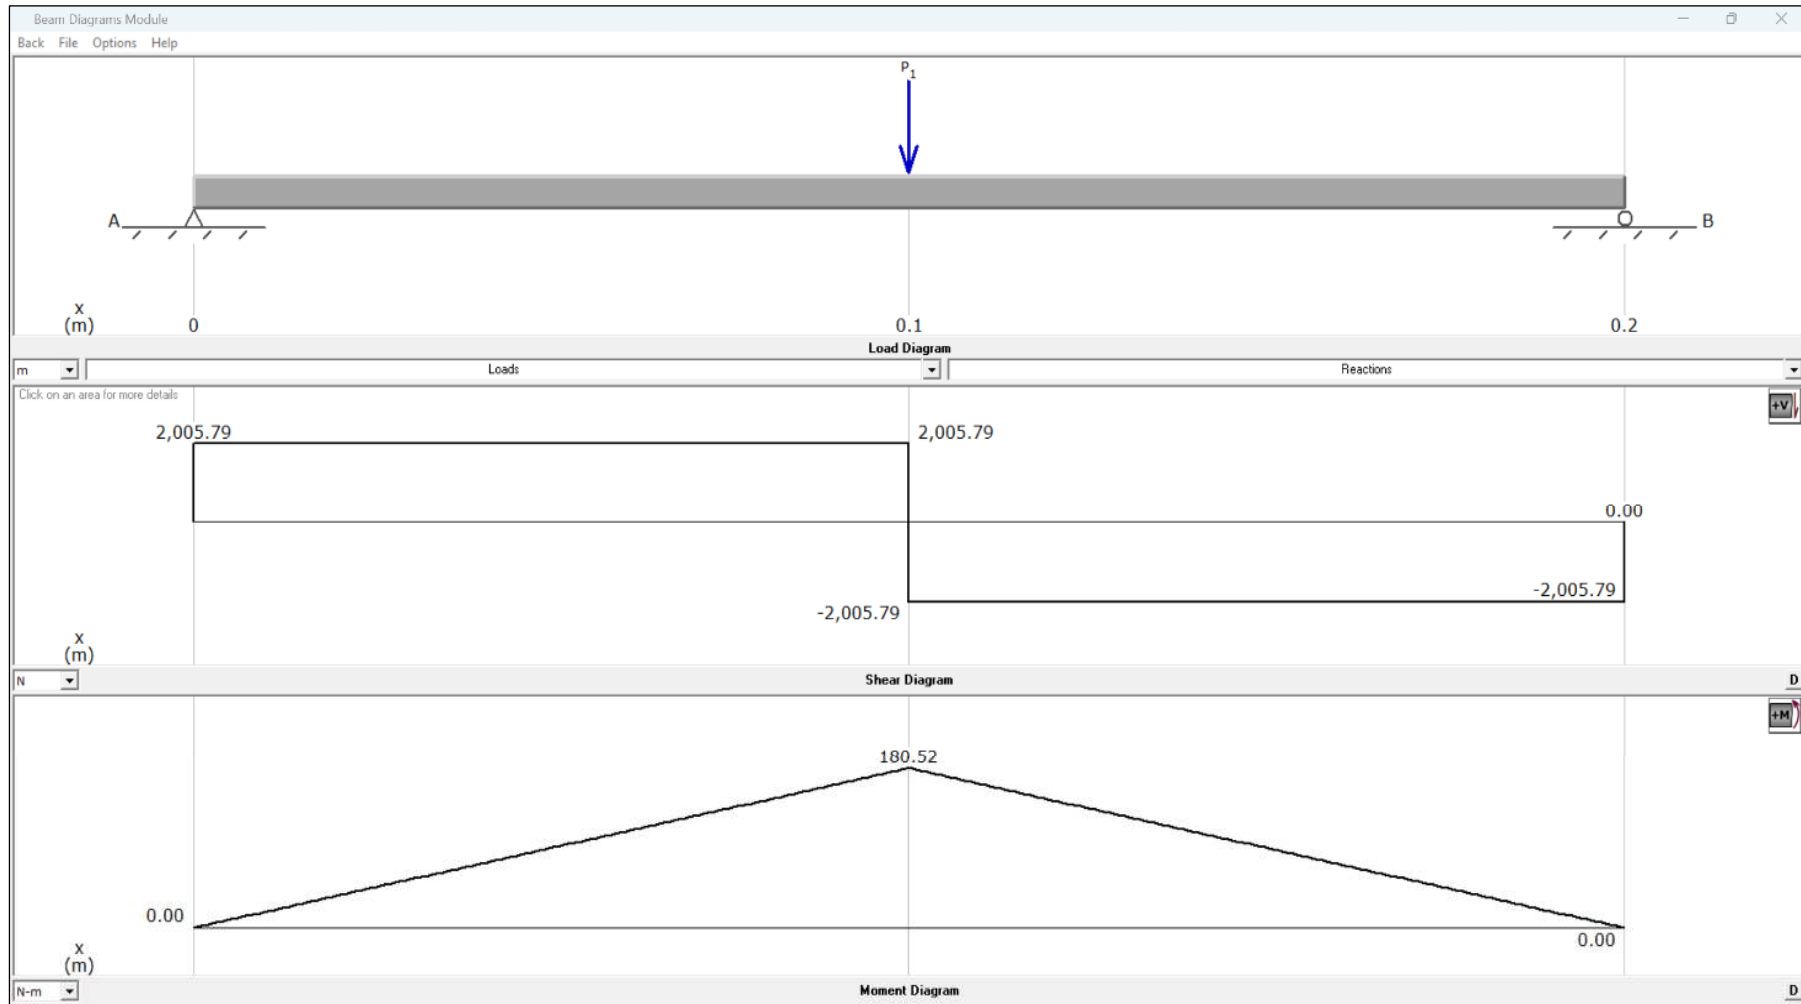 Beam Diagrams Module
Back File Options Help
P1
A
B
x
(m)
0
0.1
0.2
Load Diagram
m
Loads
Reactions
Click on an area for more details
+V
2,005.79
2,005.79
0.00
-2,005.79
-2,005.79
x
(m)
N
Shear Diagram
D
+M
180.52
0.00
0.00
x
(m)
N-m
Moment Diagram
D